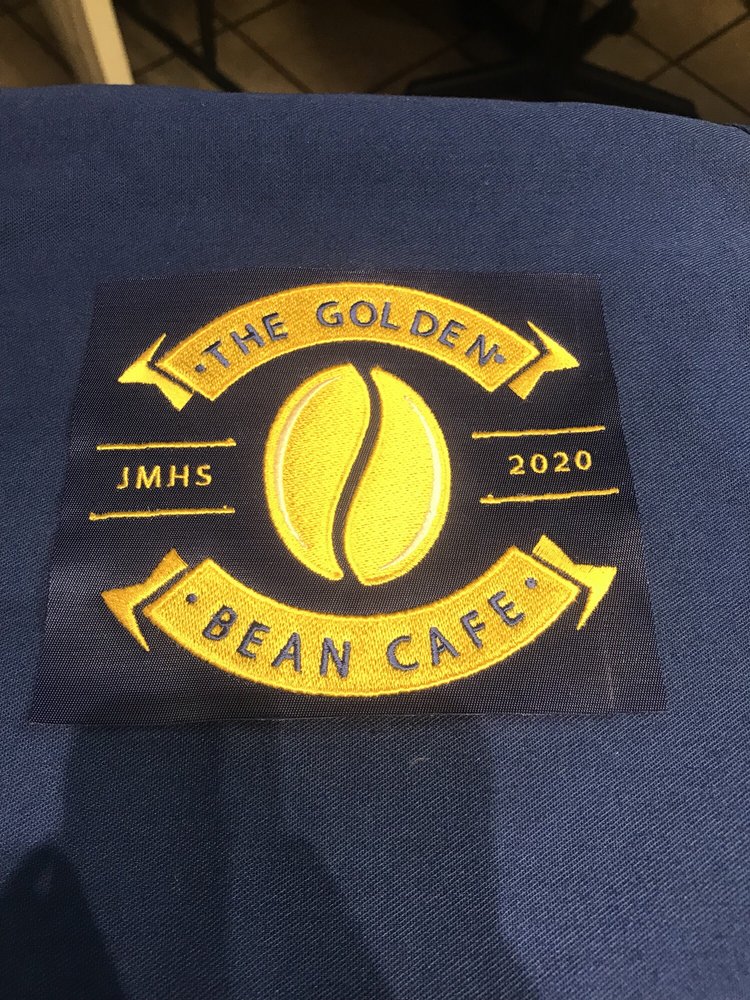 ·THE GOLDEN·
JMHS
2020
·BEAN CAFE·